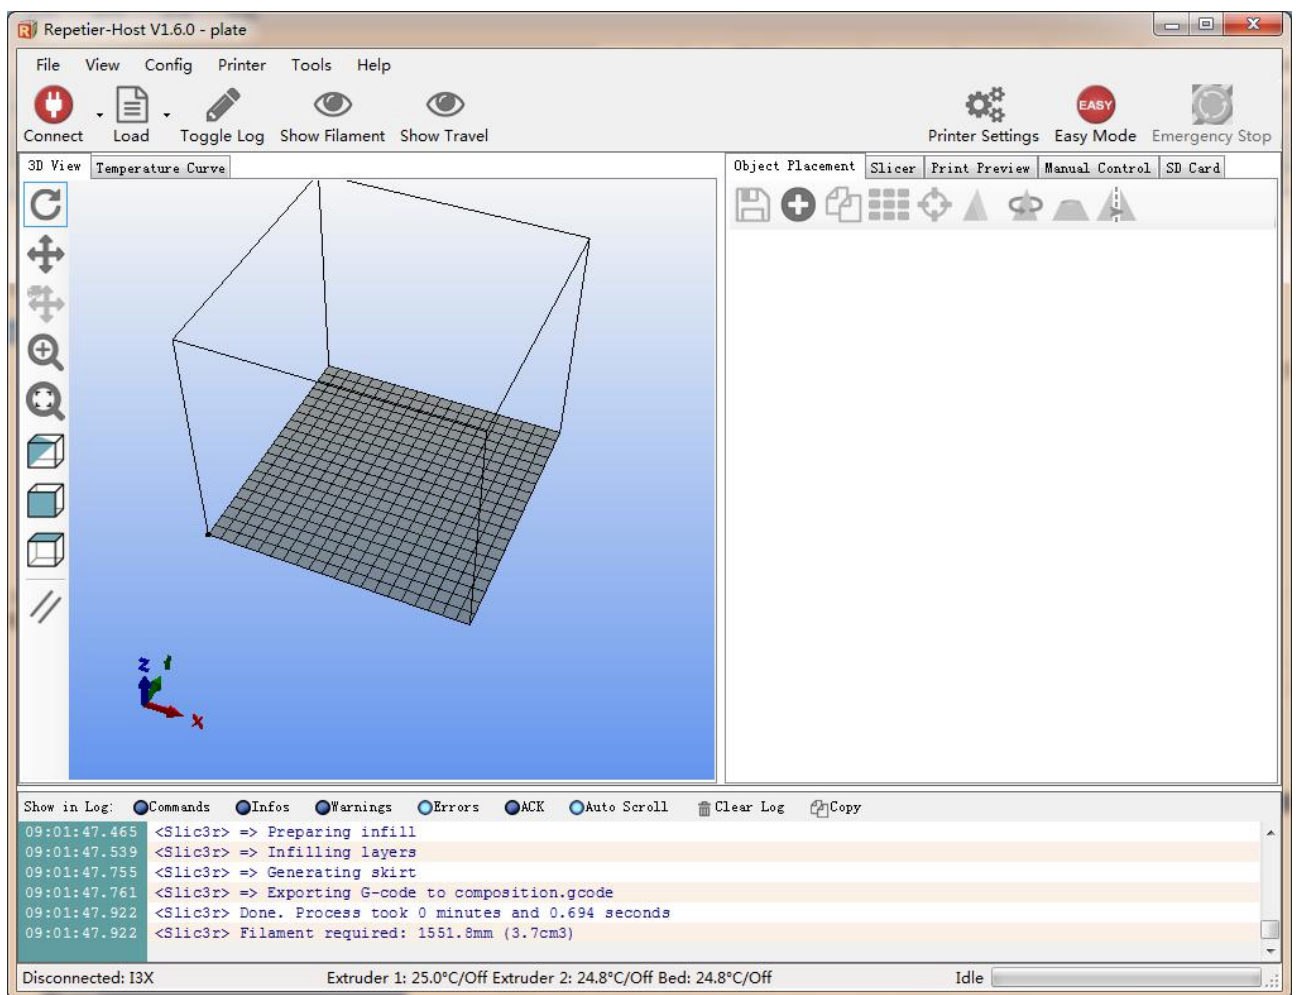 Repetier-Host V1.6.0 - plate
File View Config Printer Tools Help
EASY
Connect Load Toggle Log Show Filament Show Travel Printer Settings Easy Mode Emergency Stop
3D View Temperature Curve
Object Placement Slicer Print Preview Manual Control SD Card
Z
X
Show in Log: Commands Infos Warnings Errors ACK Auto Scroll Clear Log Copy
09:01:47.465 <Slic3r> => Preparing infill
09:01:47.539 <Slic3r> => Infilling layers
09:01:47.755 <Slic3r> => Generating skirt
09:01:47.761 <Slic3r> => Exporting G-code to composition.gcode
09:01:47.922 <Slic3r> Done. Process took 0 minutes and 0.694 seconds
09:01:47.922 <Slic3r> Filament required: 1551.8mm (3.7cm3)
Disconnected: I3X Extruder 1: 25.0°C/Off Extruder 2: 24.8°C/Off Bed: 24.8°C/Off Idle